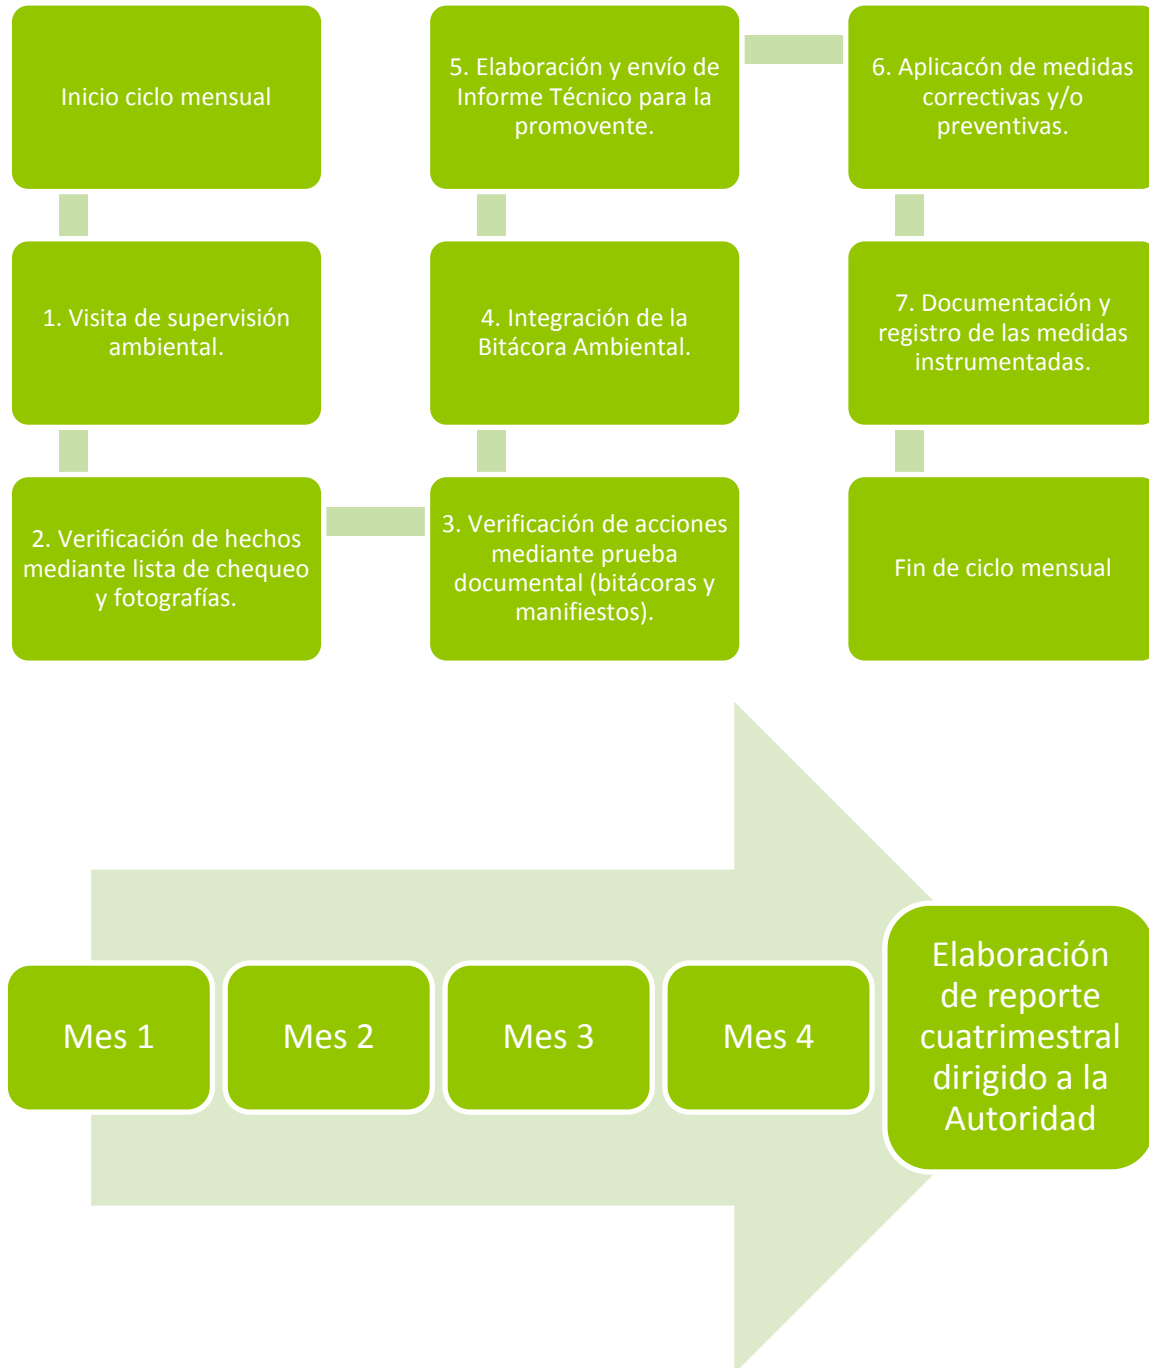 Inicio ciclo mensual
1. Visita de supervisión
ambiental.
2. Verificación de hechos
mediante lista de chequeo
y fotografías.
3. Verificación de acciones
mediante prueba
documental (bitácoras y
manifiestos).
4. Integración de la
Bitácora Ambiental.
5. Elaboración y envío de
Informe Técnico para la
promovente.
6. Aplicacón de medidas
correctivas y/o
preventivas.
7. Documentación y
registro de las medidas
instrumentadas.
Fin de ciclo mensual
Mes 1
Mes 2
Mes 3
Mes 4
Elaboración
de reporte
cuatrimestral
dirigido a la
Autoridad